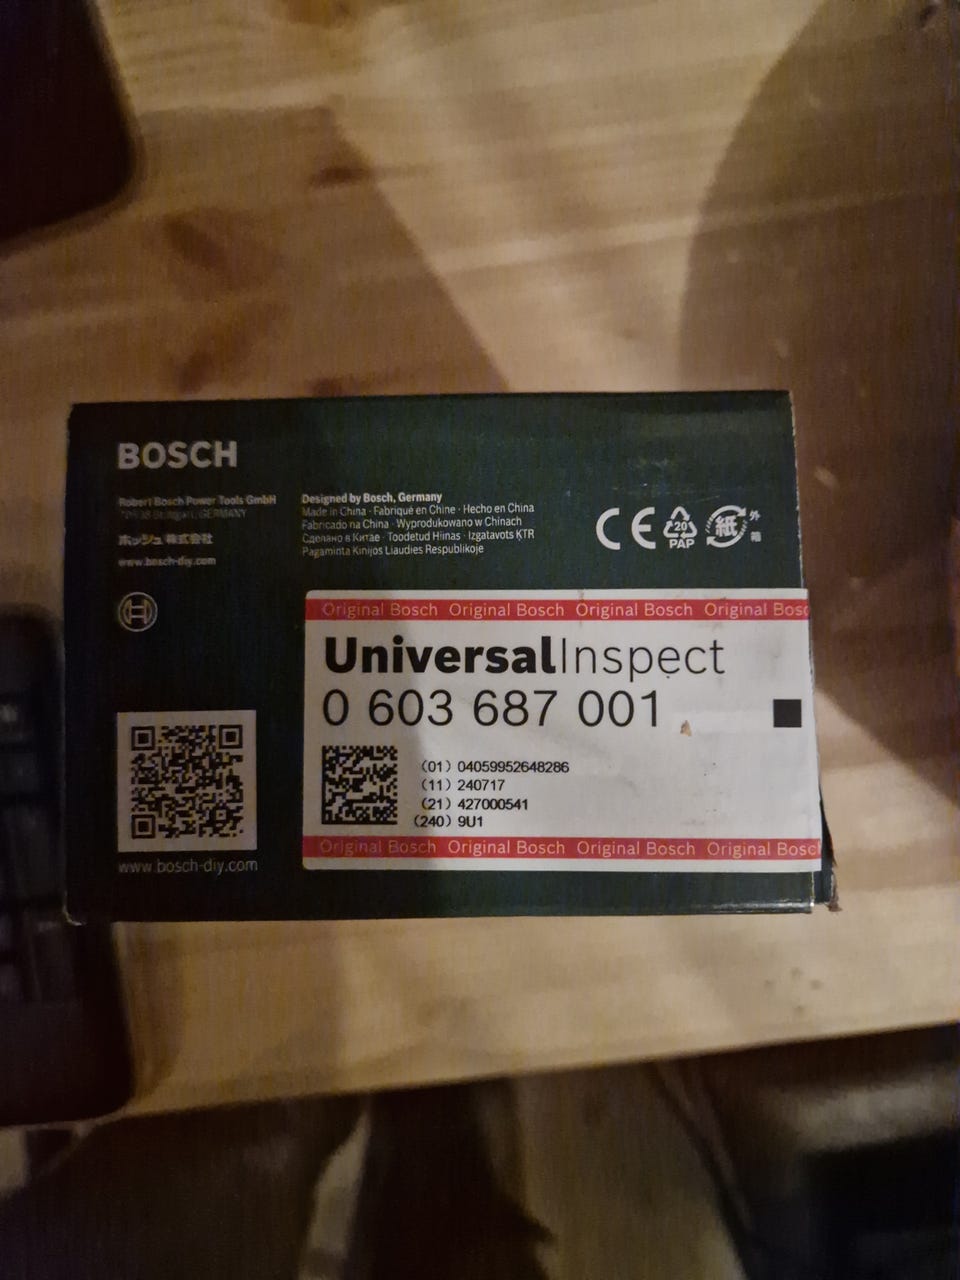 BOSCH
Robert Bosch Power Tools GmbH
GERMANY
ボッシュ 株式会社
www.bosch-diy.com
Designed by Bosch, Germany
Made in China · Fabriqué en Chine · Hecho en China
Fabricado na China · Wyprodukowano w Chinach
Сделано в Китае · Toodetud Hiinas · Izgatavots ĶTR
Pagaminta Kinijos Liaudies Respublikoje
CE
20
PAP
紙
外
箱
Original Bosch Original Bosch Original Bosch Original Bosc
UniversalInspect
0 603 687 001
(01) 04059952648286
(11) 240717
(21) 427000541
(240) 9U1
Original Bosch Original Bosch Original Bosch Original Bosch
www.bosch-diy.com